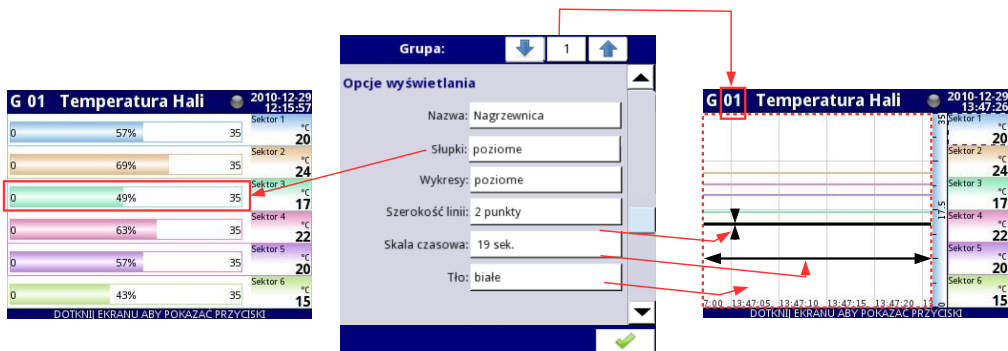 G 01 Temperatura Hali 2010-12-29 12:15:57
0 57% 35 Sektor 1 °C 20
0 69% 35 Sektor 2 °C 24
0 49% 35 Sektor 3 °C 17
0 63% 35 Sektor 4 °C 22
0 57% 35 Sektor 5 °C 20
0 43% 35 Sektor 6 °C 15
DOTKNIJ EKRANU ABY POKAZAĆ PRZYCISKI
Grupa: 1
Opcje wyświetlania
Nazwa: Nagrzewnica
Słupki: poziome
Wykresy: poziome
Szerokość linii: 2 punkty
Skala czasowa: 19 sek.
Tło: białe
G 01 Temperatura Hali 2010-12-29 13:47:26
35 Sektor 1 °C 20
Sektor 2 °C 24
Sektor 3 °C 17
17.5 Sektor 4 °C 22
Sektor 5 °C 20
Sektor 6 °C 15
7:00 13:47:05 13:47:10 13:47:15 13:47:20 13 0
DOTKNIJ EKRANU ABY POKAZAĆ PRZYCISKI